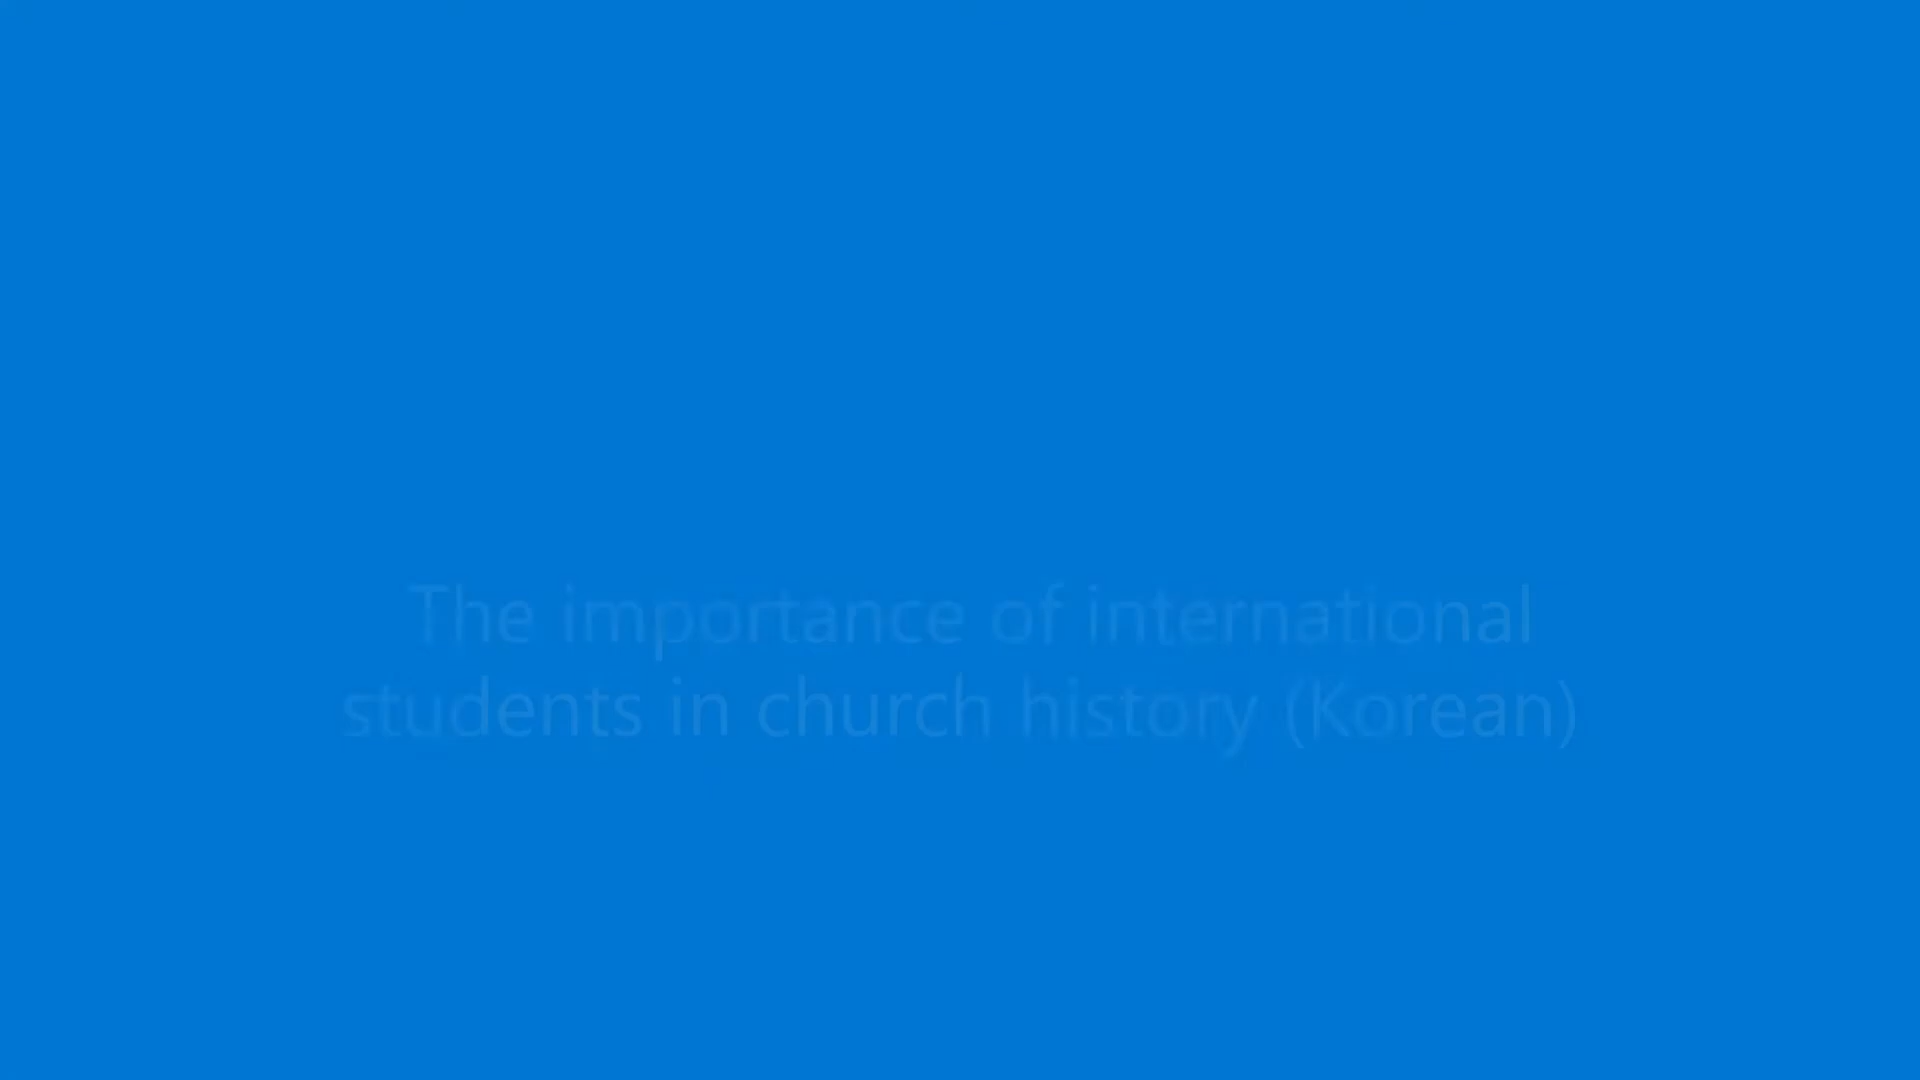 The importance of international
students in church history (Korean)